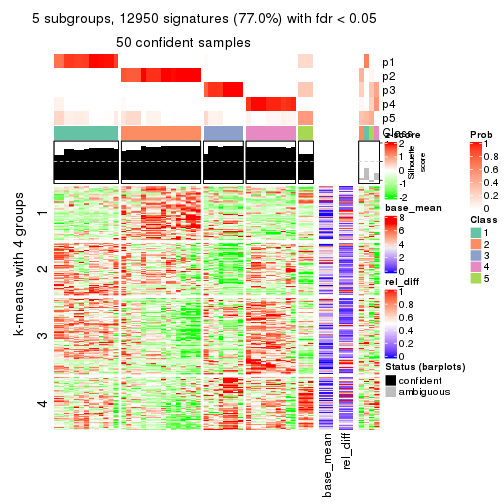 5 subgroups, 12950 signatures (77.0%) with fdr < 0.05
50 confident samples
p1
p2
p3
p4
p5
Class
z-score
2
1
0
-1
-2
Silhouette
score
Prob
1
0.8
0.6
0.4
0.2
0
k-means with 4 groups
1
2
3
4
base_mean
8
6
4
2
0
Class
1
2
3
4
5
rel_diff
1
0.8
0.6
0.4
0.2
0
Status (barplots)
confident
ambiguous
base_mean
rel_diff